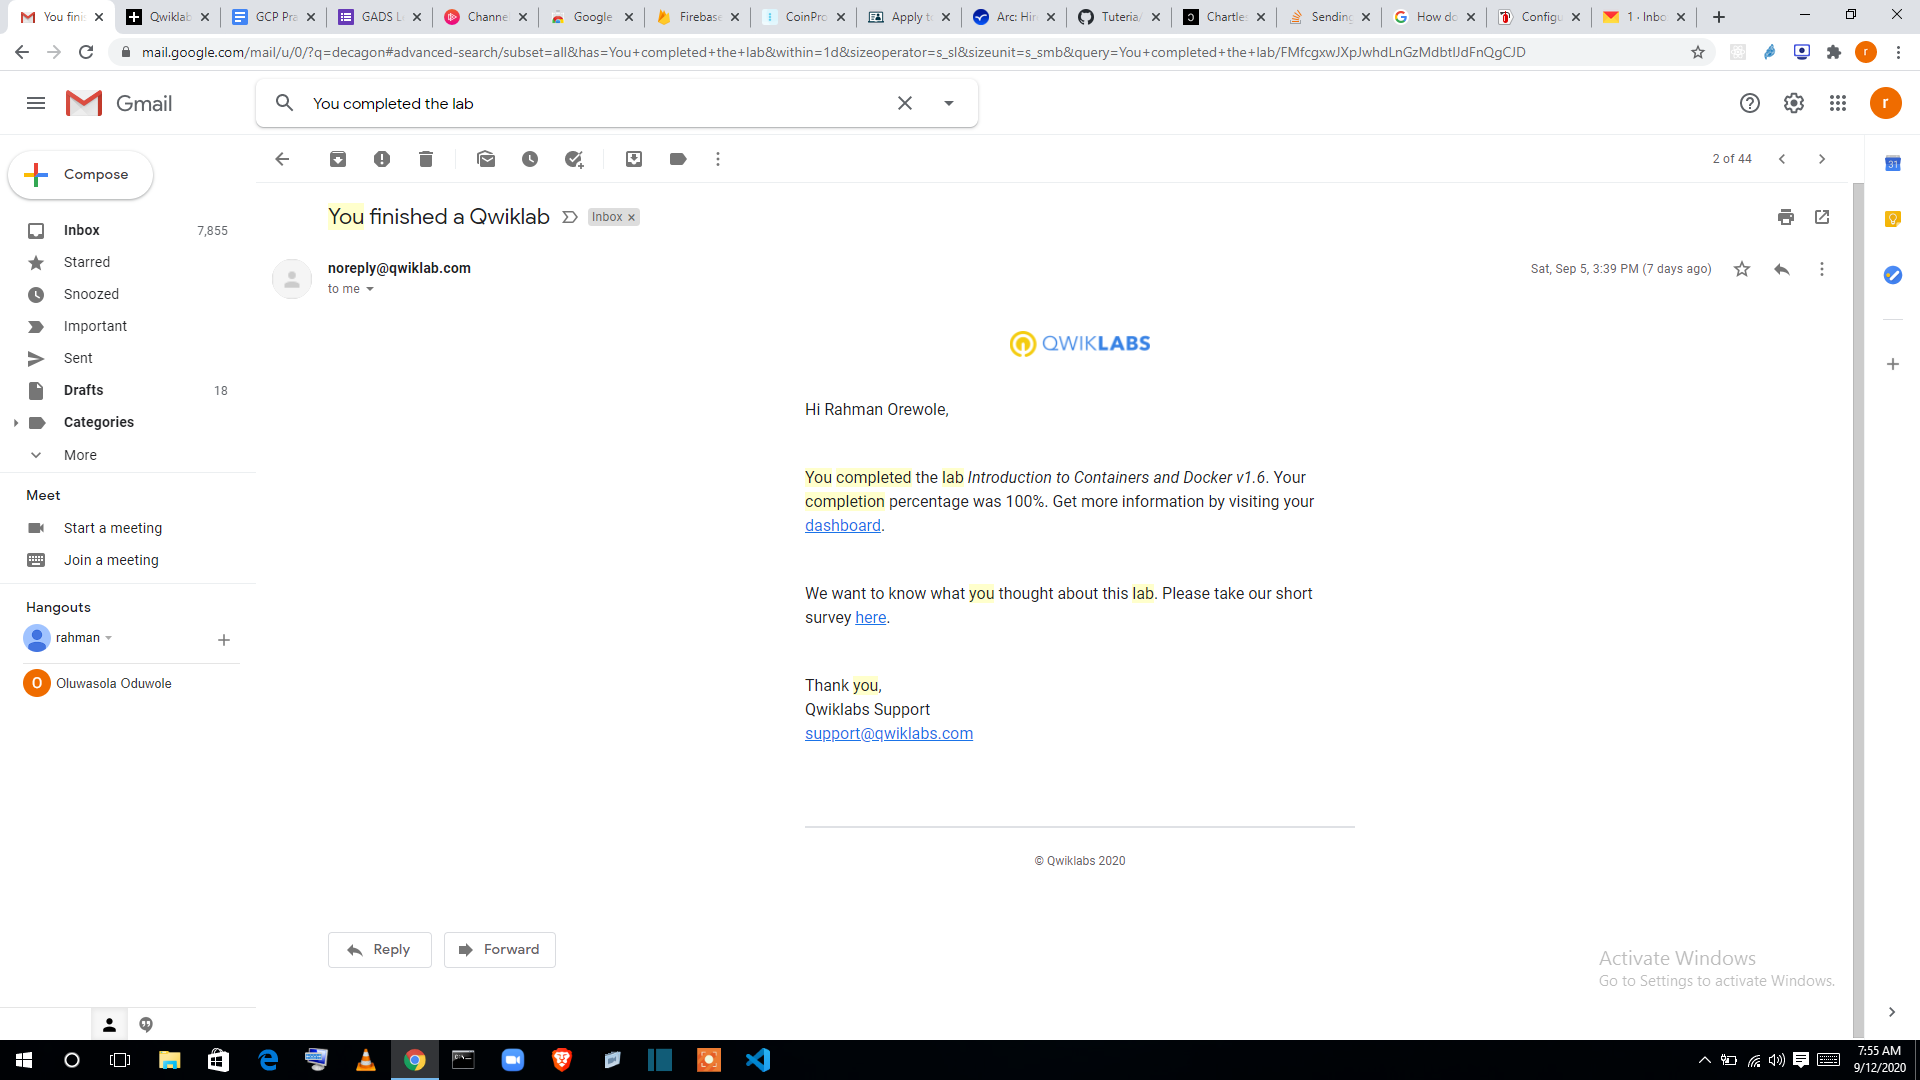 You finis
Qwiklab
GCP Pra
GADS L
Channel
Google
Firebase
CoinPro
Apply to
Arc: Hir
Tuteria/
Chartle
Sending
How do
Config
1 · Inbo
mail.google.com/mail/u/0/?q=decagon#advanced-search/subset=all&has=You+completed+the+lab&within=1d&sizeoperator=s_sl&sizeunit=s_smb&query=You+completed+the+lab/FMfcgxwJXpJwhdLnGzMdbtlJdFnQgCJD
r
Gmail
You completed the lab
r
Compose
2 of 44
31
Inbox 7,855
Starred
Snoozed
Important
Sent
Drafts 18
Categories
More
Meet
Start a meeting
Join a meeting
Hangouts
rahman
O Oluwasola Oduwole
You finished a Qwiklab
Inbox x
noreply@qwiklab.com
Sat, Sep 5, 3:39 PM (7 days ago)
to me
QWIKLABS
Hi Rahman Orewole,
You completed the lab Introduction to Containers and Docker v1.6. Your
completion percentage was 100%. Get more information by visiting your
dashboard.
We want to know what you thought about this lab. Please take our short
survey here.
Thank you,
Qwiklabs Support
support@qwiklabs.com
© Qwiklabs 2020
Reply
Forward
Activate Windows
Go to Settings to activate Windows.
7:55 AM
9/12/2020